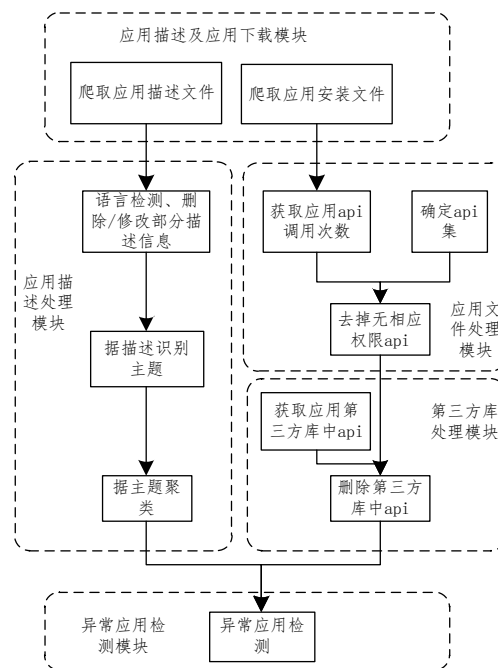 应用描述及应用下载模块
爬取应用描述文件
爬取应用安装文件
语言检测、删
除/修改部分描
述信息
获取应用api
调用次数
确定api
集
应用描
述处理
模块
应用文
件处理
模块
去掉无相应
权限api
据描述识别
主题
获取应用第
三方库中api
第三方库
处理模块
据主题聚
类
删除第三方
库中api
异常应用检
测模块
异常应用检
测